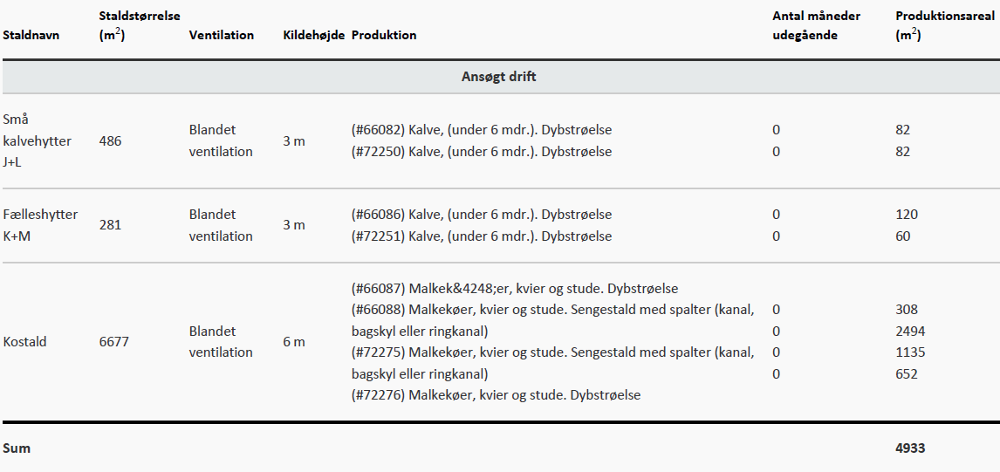 Staldnavn Staldstørrelse (m²) Ventilation Kildehøjde Produktion Antal måneder udegående Produktionsareal (m²)
Ansøgt drift
Små kalvehytter J+L 486 Blandet ventilation 3 m
(#66082) Kalve, (under 6 mdr.). Dybstrøelse 0 82
(#72250) Kalve, (under 6 mdr.). Dybstrøelse 0 82
Fælleshytter K+M 281 Blandet ventilation 3 m
(#66086) Kalve, (under 6 mdr.). Dybstrøelse 0 120
(#72251) Kalve, (under 6 mdr.). Dybstrøelse 0 60
Kostald 6677 Blandet ventilation 6 m
(#66087) Malkek&4248;er, kvier og stude. Dybstrøelse
(#66088) Malkekøer, kvier og stude. Sengestald med spalter (kanal, 0 308
bagskyl eller ringkanal) 0 2494
(#72275) Malkekøer, kvier og stude. Sengestald med spalter (kanal, 0 1135
bagskyl eller ringkanal) 0 652
(#72276) Malkekøer, kvier og stude. Dybstrøelse
Sum 4933